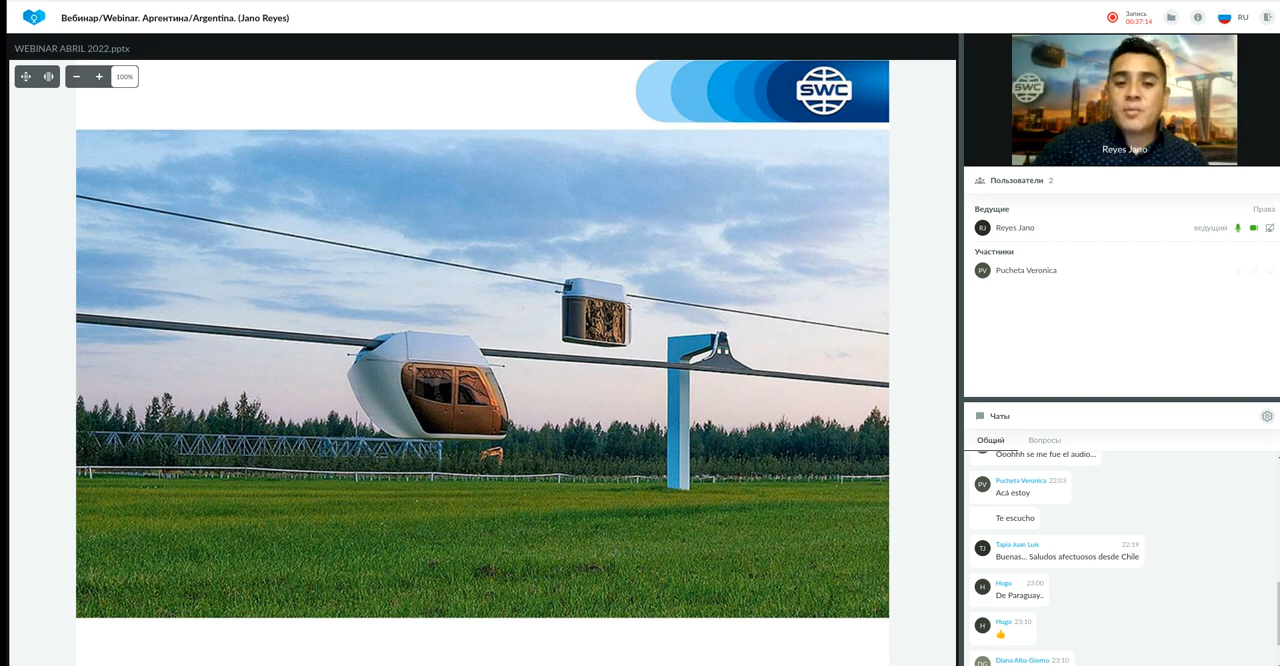 Вебинар/Webinar. Аргентина/Argentina. (Jano Reyes)
Запись
00:37:14
RU
WEBINAR ABRIL 2022.pptx
100%
SWC
SWC
Reyes Jano
Пользователи 2
Ведущие Права
RJ Reyes Jano ведущий
Участники
PV Pucheta Veronica
Чаты
Общий Вопросы
Ooohhh se me fue el audio...
PV Pucheta Veronica 22:03
Acá estoy
Te escucho
TJ Tapia Juan Luis 22:19
Buenas... Saludos afectuosos desde Chile
H Hugo 23:00
De Paraguay..
H Hugo 23:10
👍
DG Diana Alba Giorno 23:10